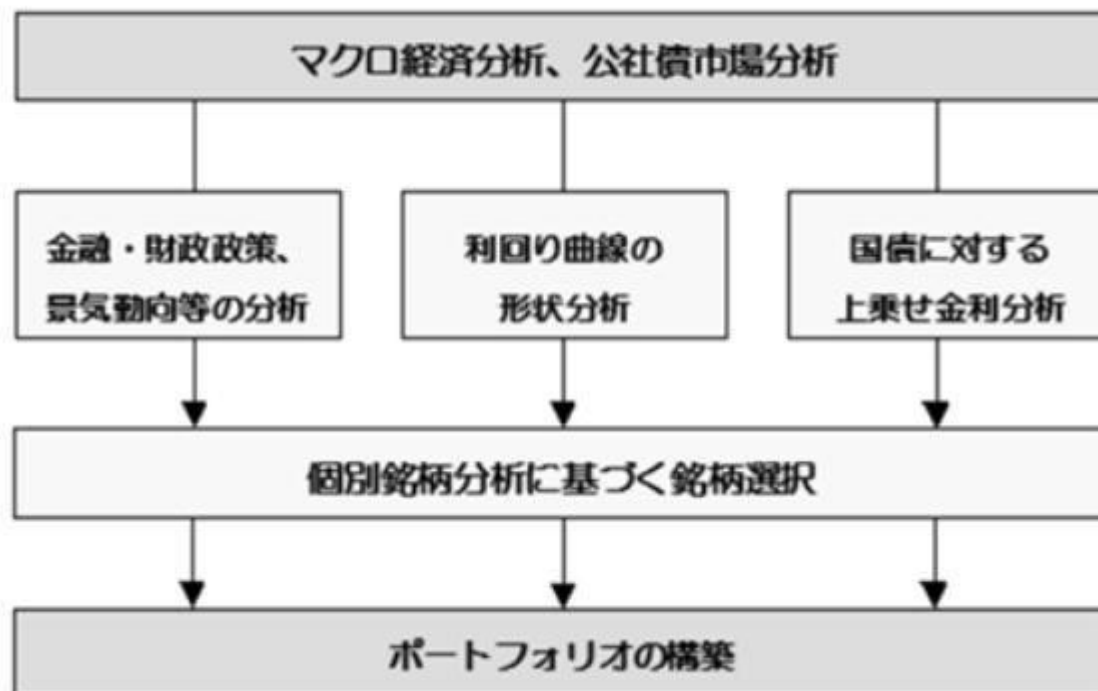 マクロ経済分析、公社債市場分析
金融・財政政策、
景気動向等の分析
利回り曲線の
形状分析
国債に対する
上乗せ金利分析
個別銘柄分析に基づく銘柄選択
ポートフォリオの構築